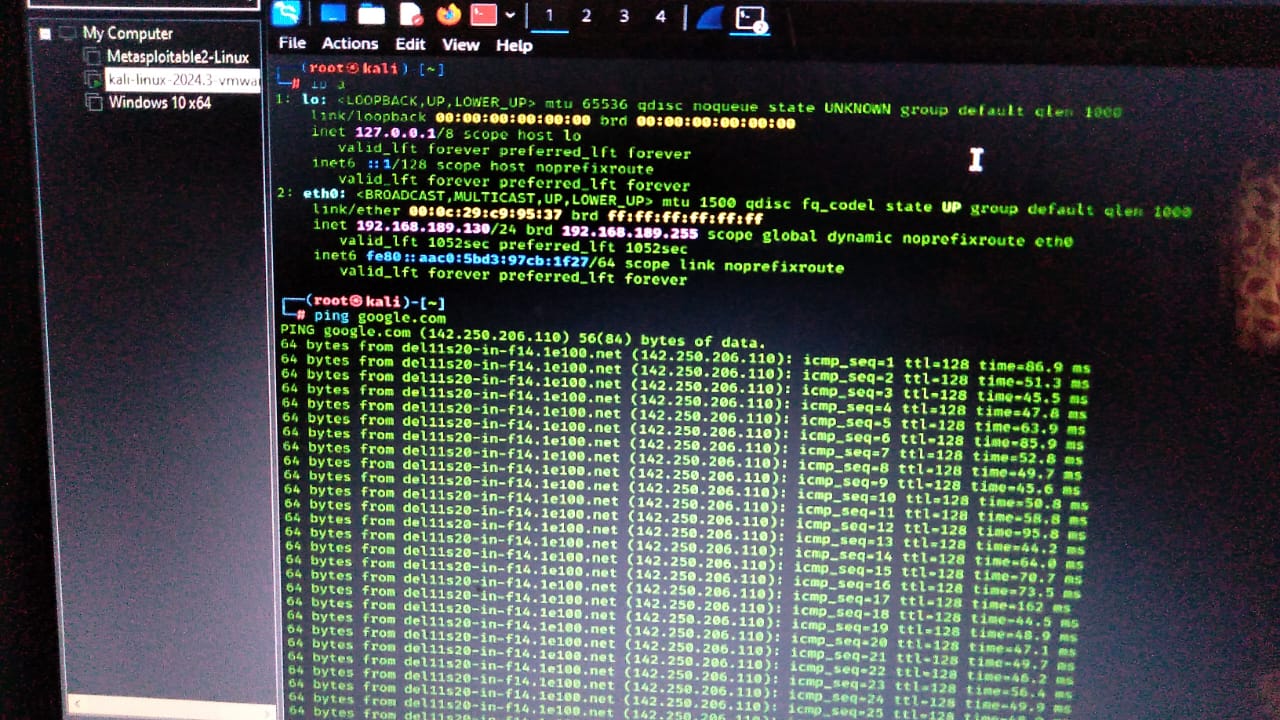 My Computer
Metasploitable2-Linux
kali-linux-2024.3-vmwa
Windows 10 x64
1 2 3 4
File Actions Edit View Help
(root㉿kali)-[~]
# ip a
1: lo: <LOOPBACK,UP,LOWER_UP> mtu 65536 qdisc noqueue state UNKNOWN group default qlen 1000
link/loopback 00:00:00:00:00:00 brd 00:00:00:00:00:00
inet 127.0.0.1/8 scope host lo
valid_lft forever preferred_lft forever
inet6 ::1/128 scope host noprefixroute
valid_lft forever preferred_lft forever
2: eth0: <BROADCAST,MULTICAST,UP,LOWER_UP> mtu 1500 qdisc fq_codel state UP group default qlen 1000
link/ether 00:0c:29:c9:95:37 brd ff:ff:ff:ff:ff:ff
inet 192.168.189.130/24 brd 192.168.189.255 scope global dynamic noprefixroute eth0
valid_lft 1052sec preferred_lft 1052sec
inet6 fe80::aac0:5bd3:97cb:1f27/64 scope link noprefixroute
valid_lft forever preferred_lft forever
(root㉿kali)-[~]
# ping google.com
PING google.com (142.250.206.110) 56(84) bytes of data.
64 bytes from del11s20-in-f14.1e100.net (142.250.206.110): icmp_seq=1 ttl=128 time=86.9 ms
64 bytes from del11s20-in-f14.1e100.net (142.250.206.110): icmp_seq=2 ttl=128 time=51.3 ms
64 bytes from del11s20-in-f14.1e100.net (142.250.206.110): icmp_seq=3 ttl=128 time=45.5 ms
64 bytes from del11s20-in-f14.1e100.net (142.250.206.110): icmp_seq=4 ttl=128 time=47.8 ms
64 bytes from del11s20-in-f14.1e100.net (142.250.206.110): icmp_seq=5 ttl=128 time=63.9 ms
64 bytes from del11s20-in-f14.1e100.net (142.250.206.110): icmp_seq=6 ttl=128 time=85.9 ms
64 bytes from del11s20-in-f14.1e100.net (142.250.206.110): icmp_seq=7 ttl=128 time=52.8 ms
64 bytes from del11s20-in-f14.1e100.net (142.250.206.110): icmp_seq=8 ttl=128 time=49.7 ms
64 bytes from del11s20-in-f14.1e100.net (142.250.206.110): icmp_seq=9 ttl=128 time=45.6 ms
64 bytes from del11s20-in-f14.1e100.net (142.250.206.110): icmp_seq=10 ttl=128 time=50.8 ms
64 bytes from del11s20-in-f14.1e100.net (142.250.206.110): icmp_seq=11 ttl=128 time=58.8 ms
64 bytes from del11s20-in-f14.1e100.net (142.250.206.110): icmp_seq=12 ttl=128 time=95.8 ms
64 bytes from del11s20-in-f14.1e100.net (142.250.206.110): icmp_seq=13 ttl=128 time=44.2 ms
64 bytes from del11s20-in-f14.1e100.net (142.250.206.110): icmp_seq=14 ttl=128 time=64.0 ms
64 bytes from del11s20-in-f14.1e100.net (142.250.206.110): icmp_seq=15 ttl=128 time=70.7 ms
64 bytes from del11s20-in-f14.1e100.net (142.250.206.110): icmp_seq=16 ttl=128 time=73.5 ms
64 bytes from del11s20-in-f14.1e100.net (142.250.206.110): icmp_seq=17 ttl=128 time=162 ms
64 bytes from del11s20-in-f14.1e100.net (142.250.206.110): icmp_seq=18 ttl=128 time=44.5 ms
64 bytes from del11s20-in-f14.1e100.net (142.250.206.110): icmp_seq=19 ttl=128 time=48.9 ms
64 bytes from del11s20-in-f14.1e100.net (142.250.206.110): icmp_seq=20 ttl=128 time=47.1 ms
64 bytes from del11s20-in-f14.1e100.net (142.250.206.110): icmp_seq=21 ttl=128 time=49.7 ms
64 bytes from del11s20-in-f14.1e100.net (142.250.206.110): icmp_seq=22 ttl=128 time=46.2 ms
64 bytes from del11s20-in-f14.1e100.net (142.250.206.110): icmp_seq=23 ttl=128 time=56.4 ms
64 bytes from del11s20-in-f14.1e100.net (142.250.206.110): icmp_seq=24 ttl=128 time=49.9 ms
64 bytes from del11s20-in-f14.1e100.net (142.250.206.110): icmp_seq=25 ttl=128